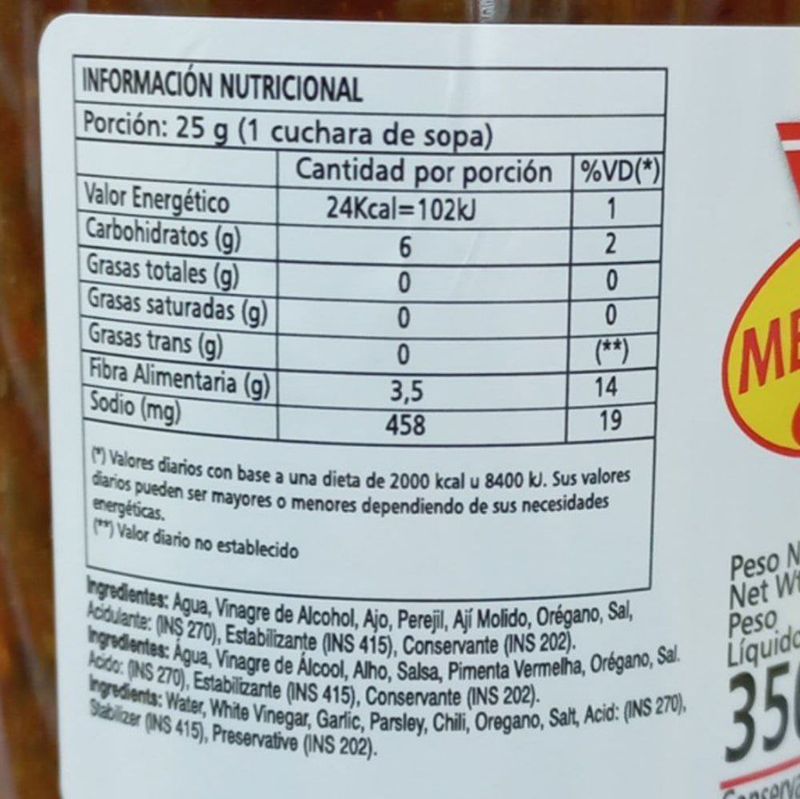 INFORMACIÓN NUTRICIONAL
Porción: 25 g (1 cuchara de sopa)
Cantidad por porción %VD(*)
Valor Energético 24Kcal=102kJ 1
Carbohidratos (g) 6 2
Grasas totales (g) 0 0
Grasas saturadas (g) 0 0
Grasas trans (g) 0 (**)
Fibra Alimentaria (g) 3,5 14
Sodio (mg) 458 19
(*) Valores diarios con base a una dieta de 2000 kcal u 8400 kJ. Sus valores
diarios pueden ser mayores o menores dependiendo de sus necesidades
energéticas.
(**) Valor diario no establecido
Ingredientes: Agua, Vinagre de Alcohol, Ajo, Perejil, Ají Molido, Orégano, Sal,
Acidulante: (INS 270), Estabilizante (INS 415), Conservante (INS 202).
Ingredientes: Água, Vinagre de Álcool, Alho, Salsa, Pimenta Vermelha, Orégano, Sal.
Acido: (INS 270), Estabilizante (INS 415), Conservante (INS 202).
Ingredients: Water, White Vinegar, Garlic, Parsley, Chili, Oregano, Salt, Acid: (INS 270),
Stabilizer (INS 415), Preservative (INS 202).
ME
Peso N
Net Wt
Peso
Líquido
350